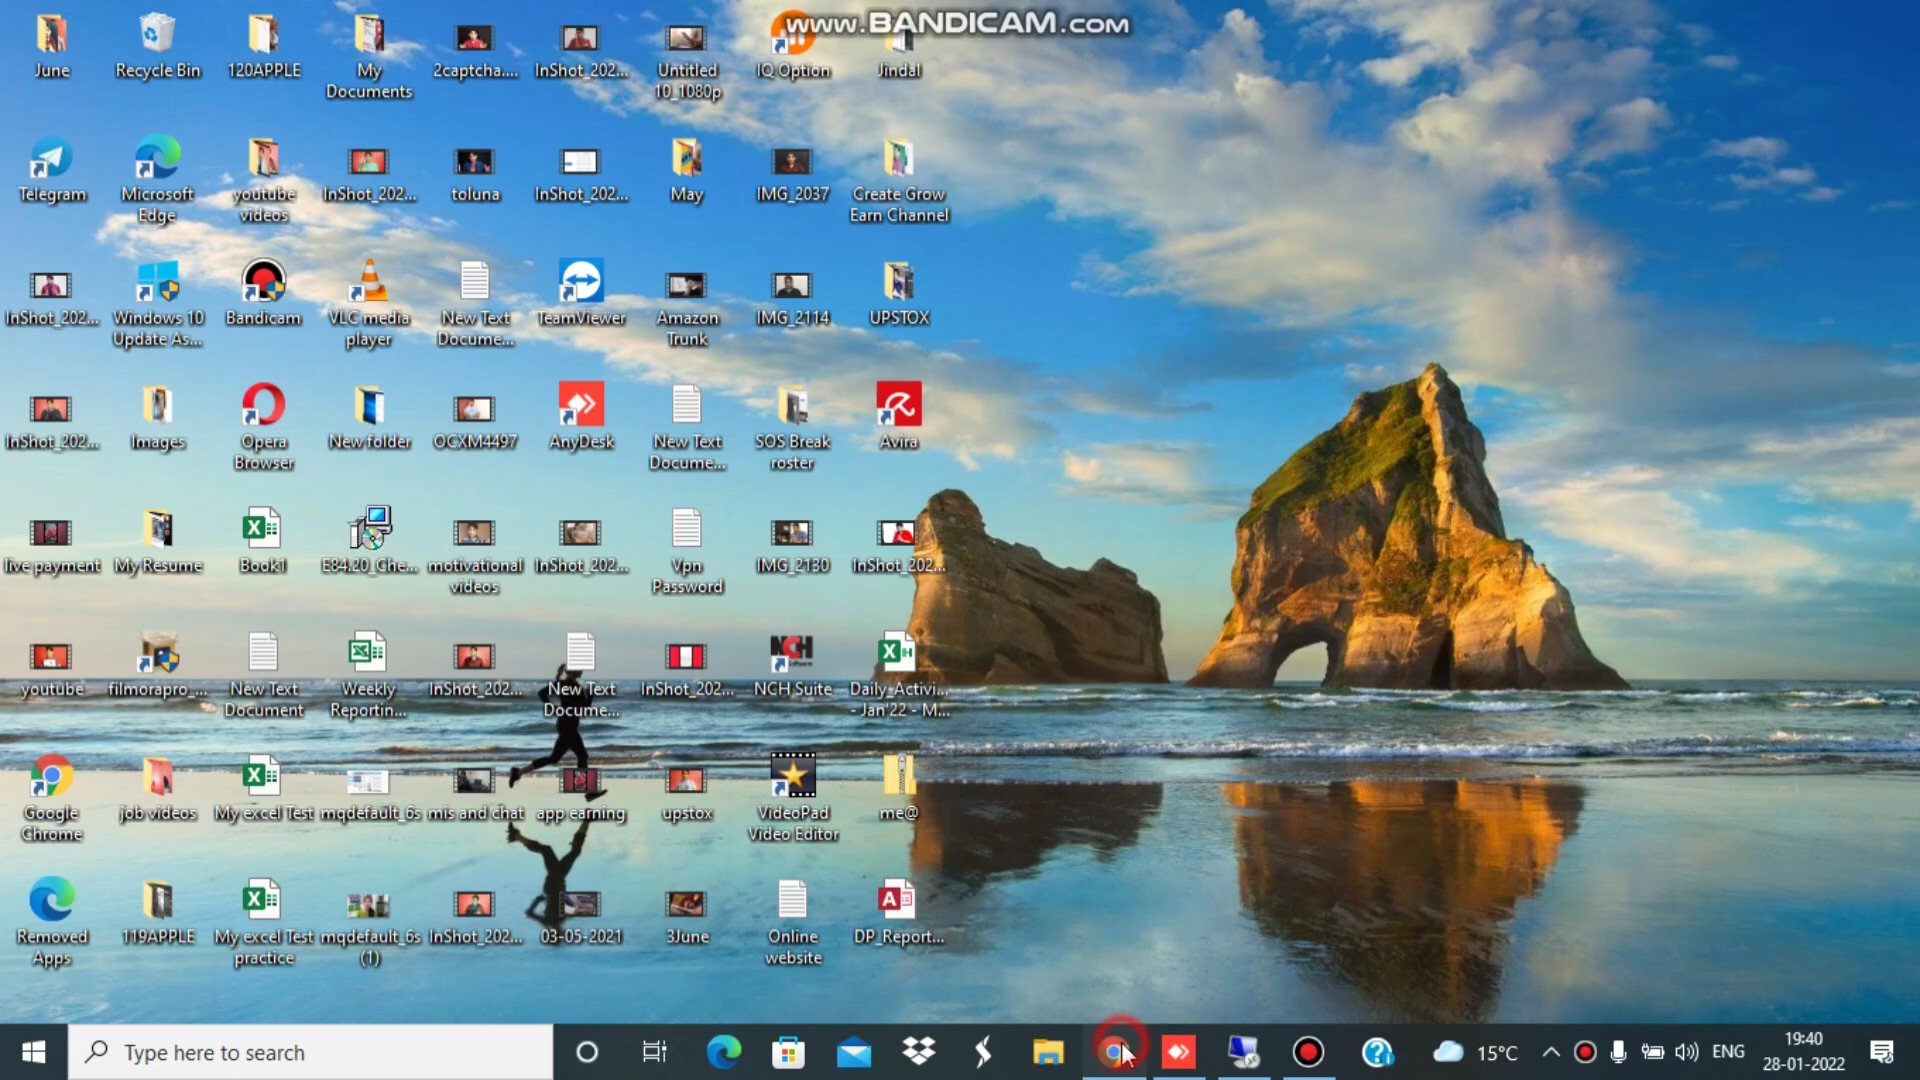 www.BANDICAM.com
June
Recycle Bin
120APPLE
My
Documents
2captcha....
InShot_202...
Untitled
10_1080p
IQ Option
Jindal
Telegram
Microsoft
Edge
youtube
videos
InShot_202...
toluna
InShot_202...
May
IMG_2037
Create Grow
Earn Channel
InShot_202...
Windows 10
Update As...
Bandicam
VLC media
player
New Text
Docume...
TeamViewer
Amazon
Trunk
IMG_2114
UPSTOX
InShot_202...
Images
Opera
Browser
New folder
OCXM4497
AnyDesk
New Text
Docume...
SOS Break
roster
Avira
live payment
My Resume
Book1
E84.20_Che...
motivational
videos
InShot_202...
Vpn
Password
IMG_2130
InShot_202...
youtube
filmorapro_...
New Text
Document
Weekly
Reportin...
InShot_202...
New Text
Docume...
InShot_202...
NCH
NCH Suite
Daily_Activi...
- Jan'22 - M...
Google
Chrome
job videos
My excel Test
mqdefault_6s
mis and chat
app earning
upstox
VideoPad
Video Editor
me@
Removed
Apps
119APPLE
My excel Test
practice
mqdefault_6s
(1)
InShot_202...
03-05-2021
3June
Online
website
DP_Report...
Type here to search
15°C
ENG
19:40
28-01-2022